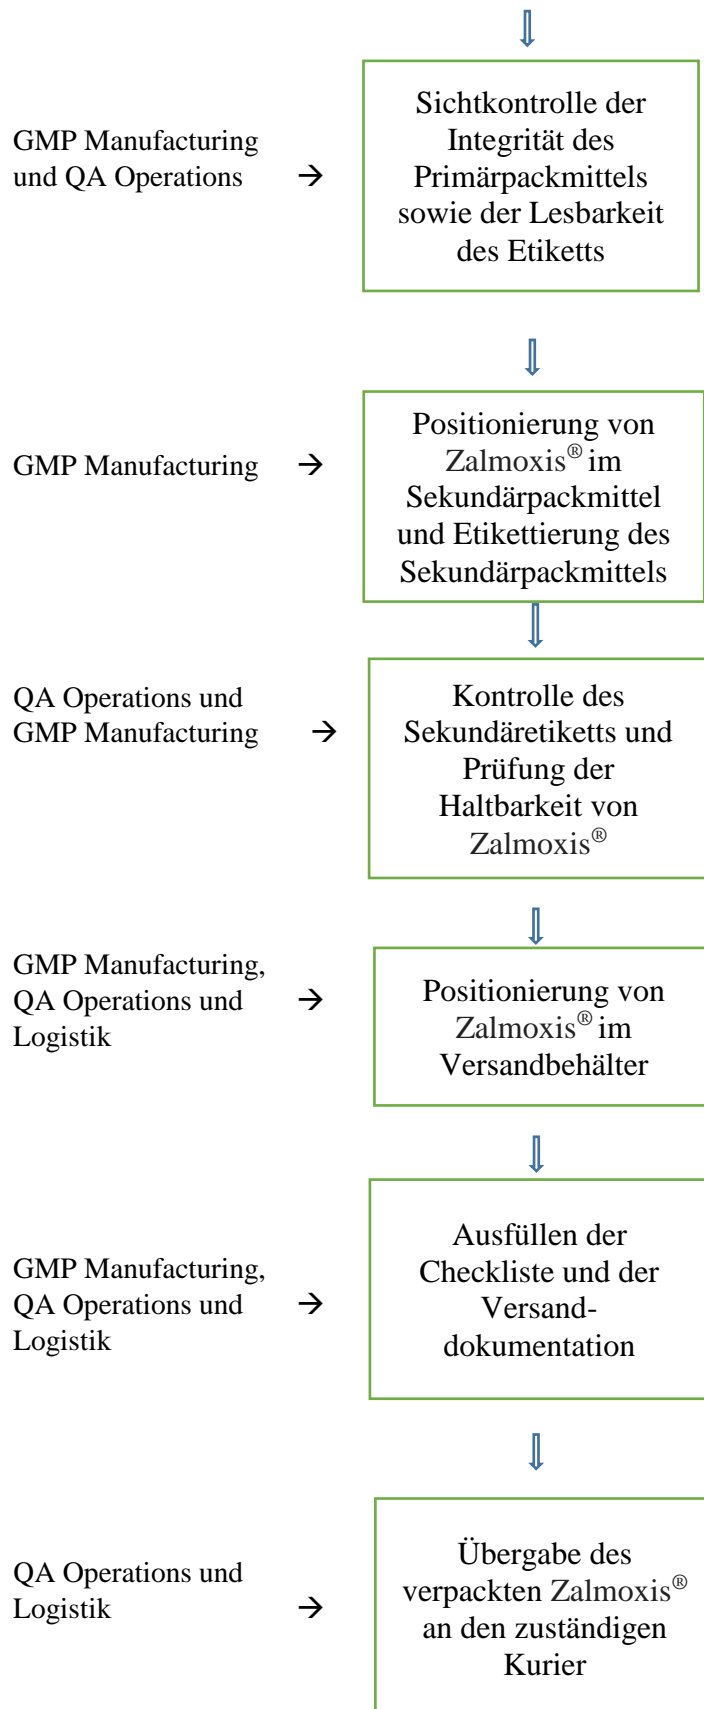 GMP Manufacturing
und QA Operations →
Sichtkontrolle der
Integrität des
Primärpackmittels
sowie der Lesbarkeit
des Etiketts
GMP Manufacturing →
Positionierung von
Zalmoxis® im
Sekundärpackmittel
und Etikettierung des
Sekundärpackmittels
QA Operations und
GMP Manufacturing →
Kontrolle des
Sekundäretiketts und
Prüfung der
Haltbarkeit von
Zalmoxis®
GMP Manufacturing,
QA Operations und →
Logistik
Positionierung von
Zalmoxis® im
Versandbehälter
GMP Manufacturing,
QA Operations und →
Logistik
Ausfüllen der
Checkliste und der
Versand-
dokumentation
QA Operations und
Logistik →
Übergabe des
verpackten Zalmoxis®
an den zuständigen
Kurier